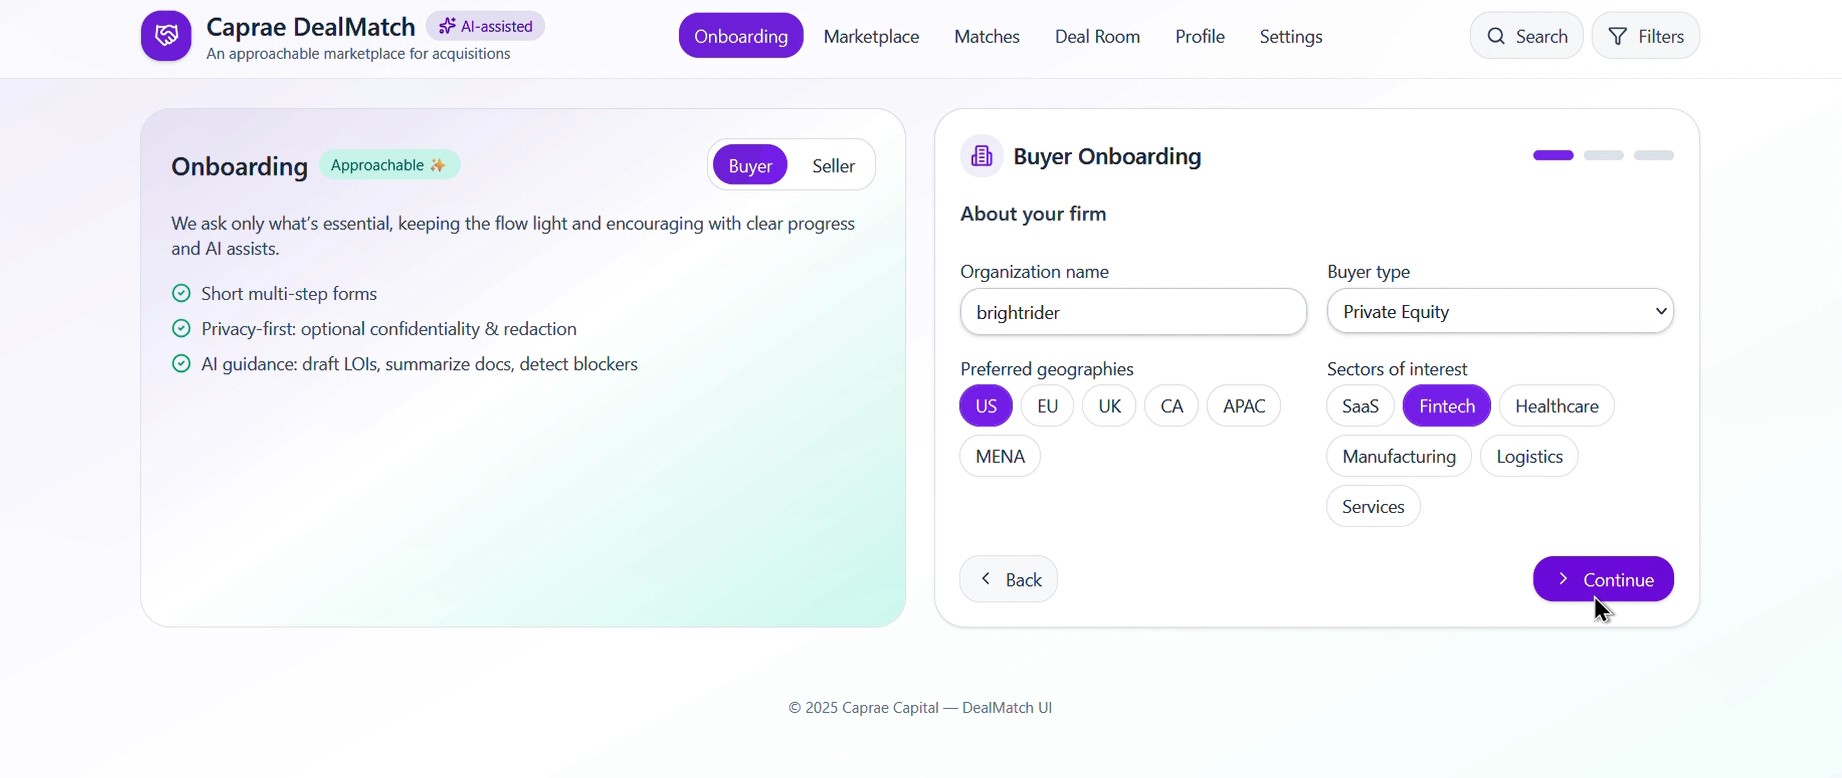 Caprae DealMatch
AI-assisted
An approachable marketplace for acquisitions
Onboarding
Marketplace
Matches
Deal Room
Profile
Settings
Search
Filters
Onboarding
Approachable ✨
Buyer
Seller
We ask only what’s essential, keeping the flow light and encouraging with clear progress
and AI assists.
Short multi-step forms
Privacy-first: optional confidentiality & redaction
AI guidance: draft LOIs, summarize docs, detect blockers
Buyer Onboarding
About your firm
Organization name
brightrider
Buyer type
Private Equity
Preferred geographies
US
EU
UK
CA
APAC
MENA
Sectors of interest
SaaS
Fintech
Healthcare
Manufacturing
Logistics
Services
Back
Continue
© 2025 Caprae Capital — DealMatch UI